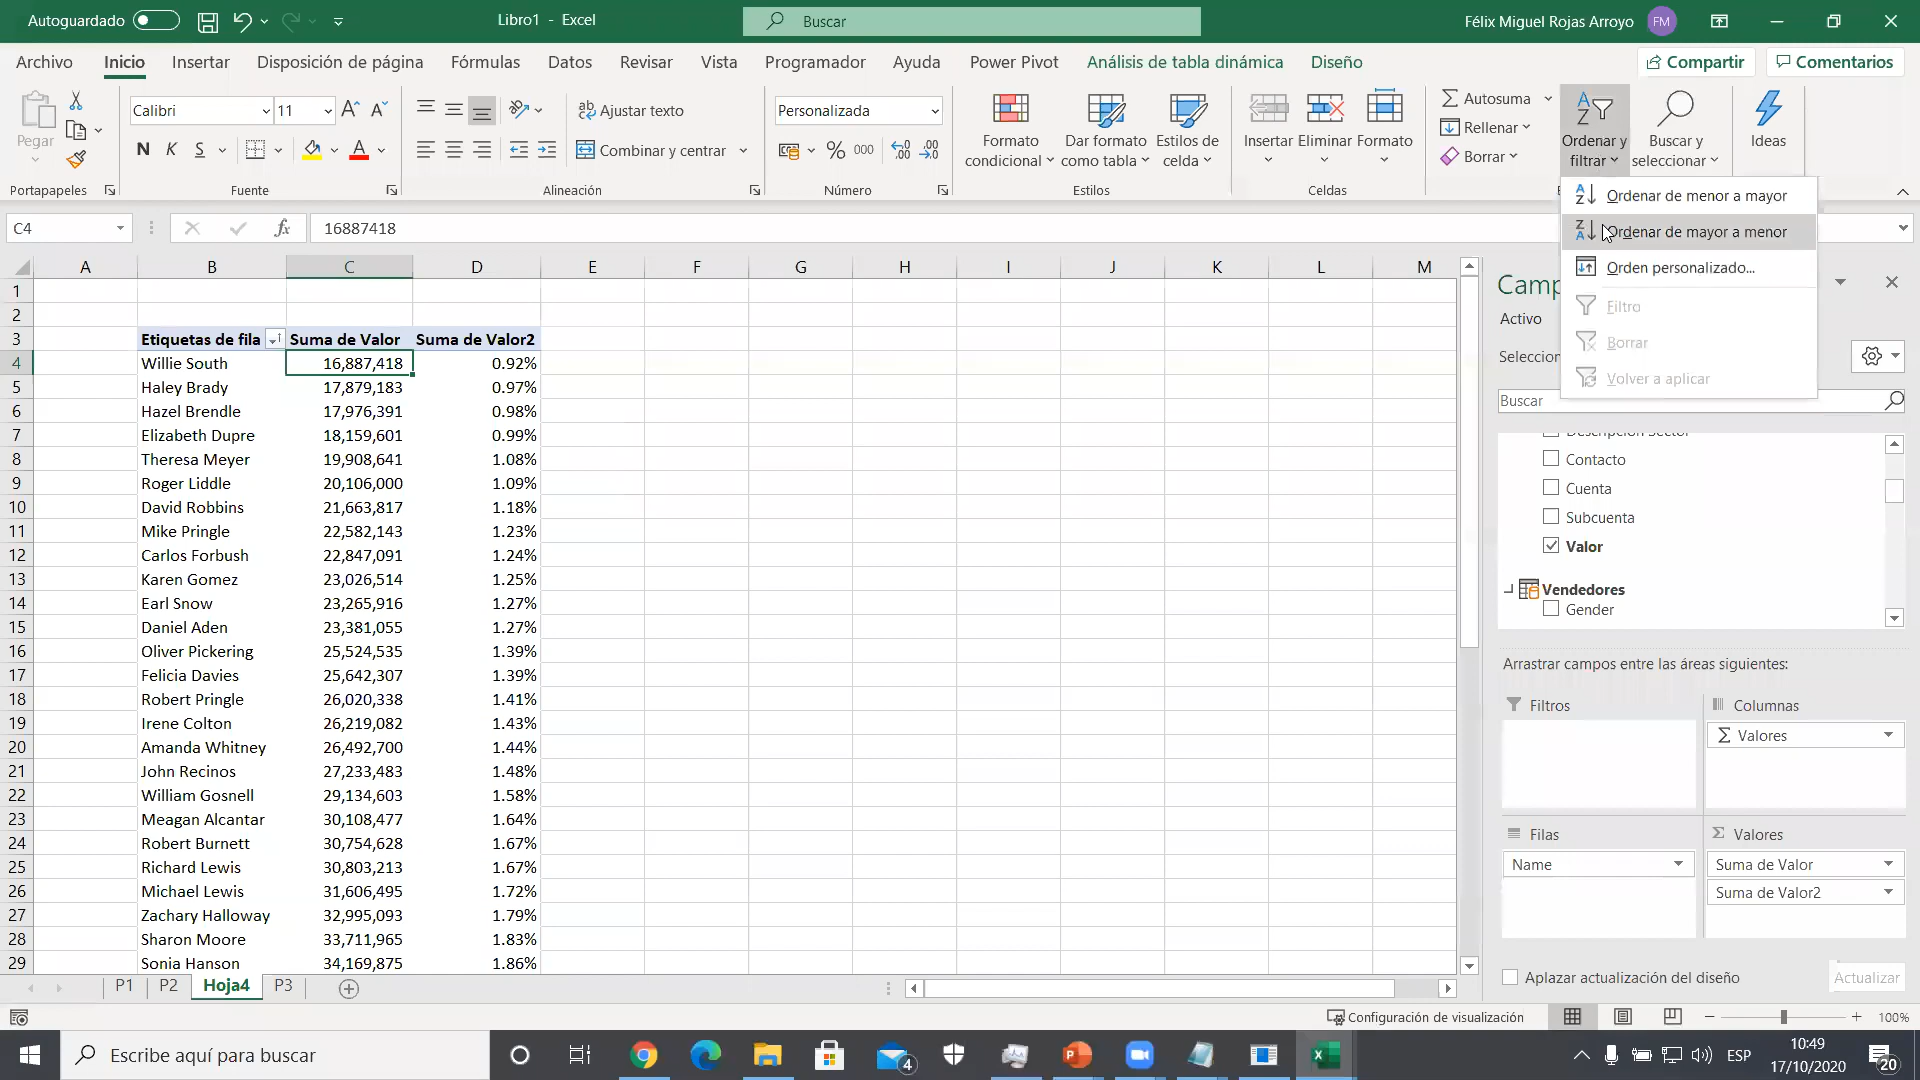 Autoguardado
Libro1 - Excel
Buscar
Félix Miguel Rojas Arroyo FM
Archivo Inicio Insertar Disposición de página Fórmulas Datos Revisar Vista Programador Ayuda Power Pivot Análisis de tabla dinámica Diseño Compartir Comentarios
Pegar
Portapapeles
Calibri 11
N K S
Fuente
Ajustar texto
Combinar y centrar
Alineación
Personalizada
% 000
Número
Formato condicional
Dar formato como tabla
Estilos de celda
Estilos
Insertar Eliminar Formato
Celdas
Autosuma
Rellenar
Borrar
Ordenar y filtrar
Buscar y seleccionar
Ideas
Ordenar de menor a mayor
Ordenar de mayor a menor
Orden personalizado...
Filtro
Borrar
Volver a aplicar
C4 fx 16887418
A B C D E F G H I J K L M
1
2
3 Etiquetas de fila Suma de Valor Suma de Valor2
4 Willie South 16,887,418 0.92%
5 Haley Brady 17,879,183 0.97%
6 Hazel Brendle 17,976,391 0.98%
7 Elizabeth Dupre 18,159,601 0.99%
8 Theresa Meyer 19,908,641 1.08%
9 Roger Liddle 20,106,000 1.09%
10 David Robbins 21,663,817 1.18%
11 Mike Pringle 22,582,143 1.23%
12 Carlos Forbush 22,847,091 1.24%
13 Karen Gomez 23,026,514 1.25%
14 Earl Snow 23,265,916 1.27%
15 Daniel Aden 23,381,055 1.27%
16 Oliver Pickering 25,524,535 1.39%
17 Felicia Davies 25,642,307 1.39%
18 Robert Pringle 26,020,338 1.41%
19 Irene Colton 26,219,082 1.43%
20 Amanda Whitney 26,492,700 1.44%
21 John Recinos 27,233,483 1.48%
22 William Gosnell 29,134,603 1.58%
23 Meagan Alcantar 30,108,477 1.64%
24 Robert Burnett 30,754,628 1.67%
25 Richard Lewis 30,803,213 1.67%
26 Michael Lewis 31,606,495 1.72%
27 Zachary Halloway 32,995,093 1.79%
28 Sharon Moore 33,711,965 1.83%
29 Sonia Hanson 34,169,875 1.86%
Camp
Activo
Seleccion
Buscar
Descripción Sector
Contacto
Cuenta
Subcuenta
Valor
Vendedores
Gender
Arrastrar campos entre las áreas siguientes:
Filtros
Columnas
Σ Valores
Filas
Name
Σ Valores
Suma de Valor
Suma de Valor2
Aplazar actualización del diseño
Actualizar
P1 P2 Hoja4 P3
Configuración de visualización
100%
Escribe aquí para buscar
4
ESP
10:49
17/10/2020
20